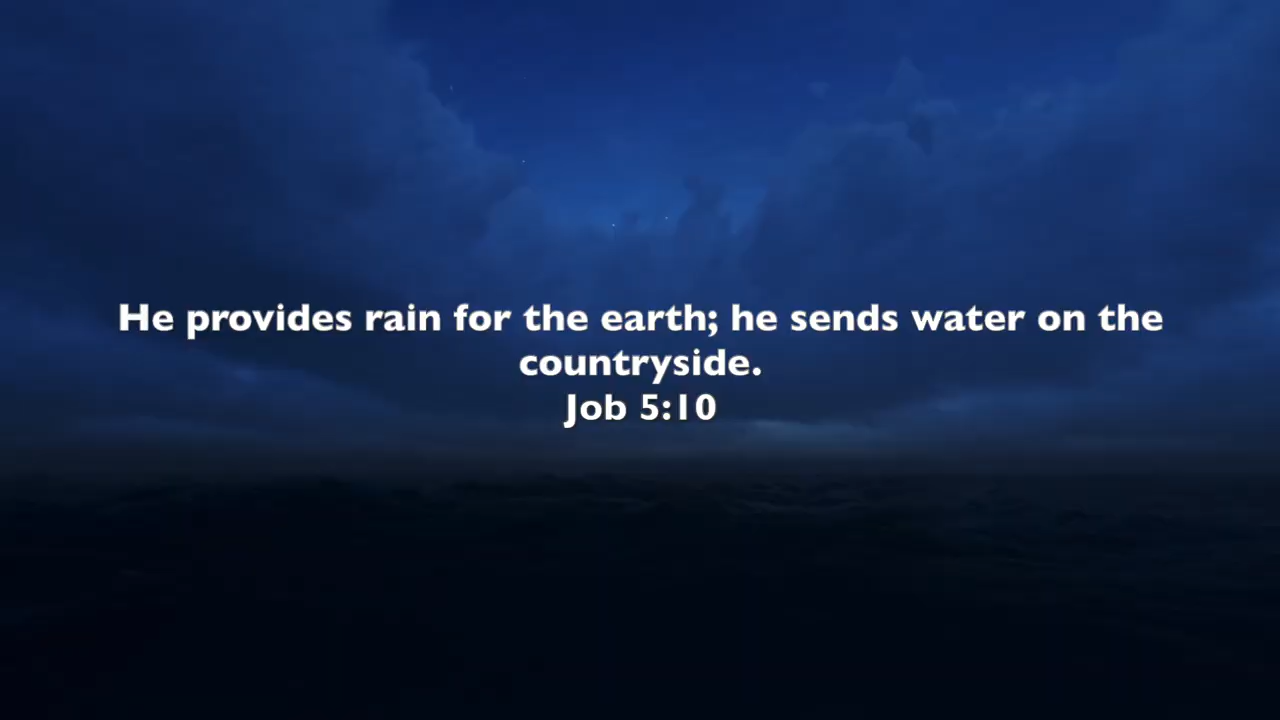 He provides rain for the earth; he sends water on the
countryside.
Job 5:10